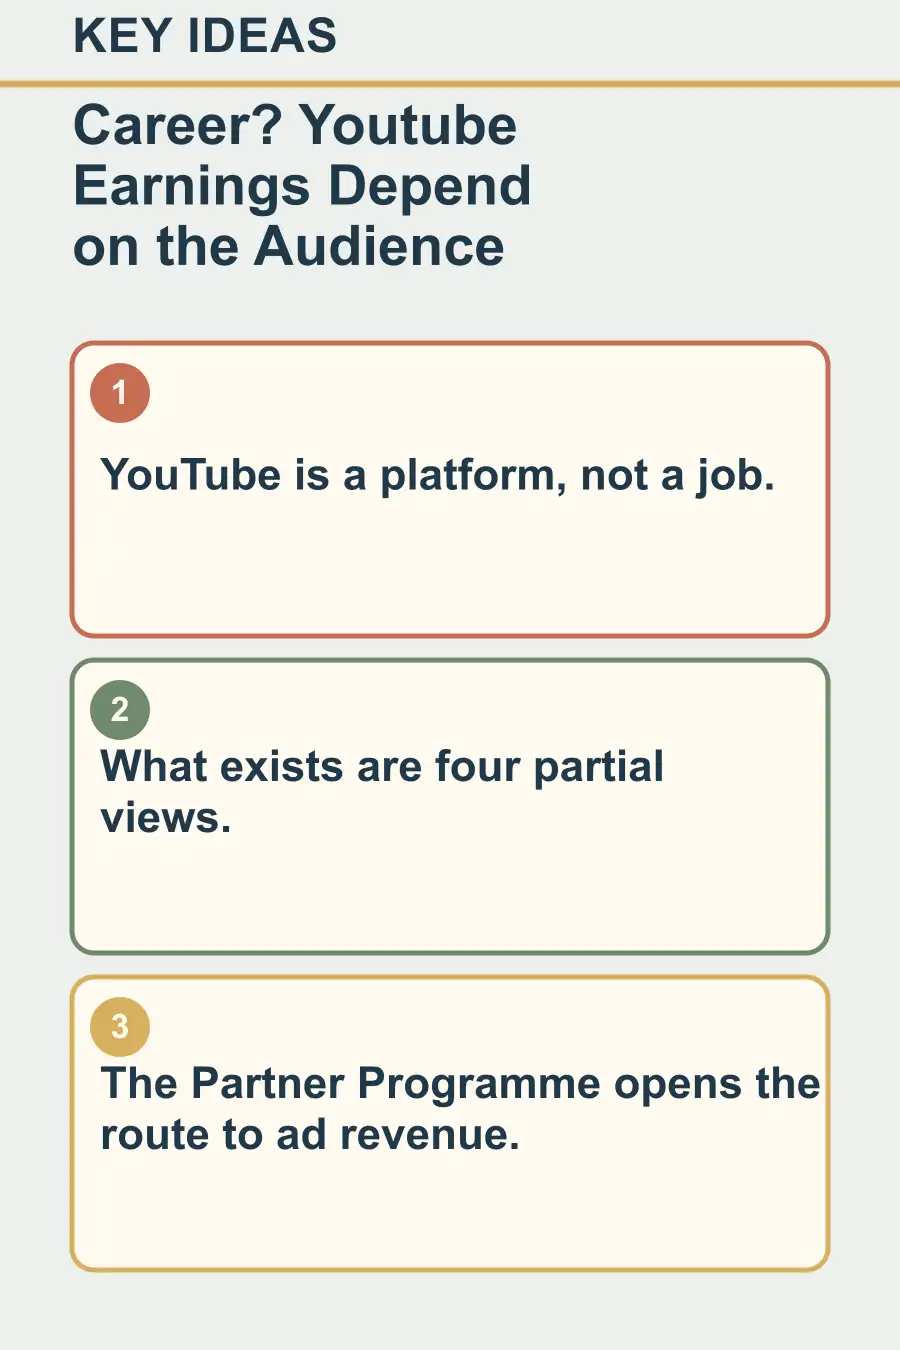 KEY IDEAS
Career? Youtube
Earnings Depend
on the Audience
1
YouTube is a platform, not a job.
2
What exists are four partial
views.
3
The Partner Programme opens the
route to ad revenue.